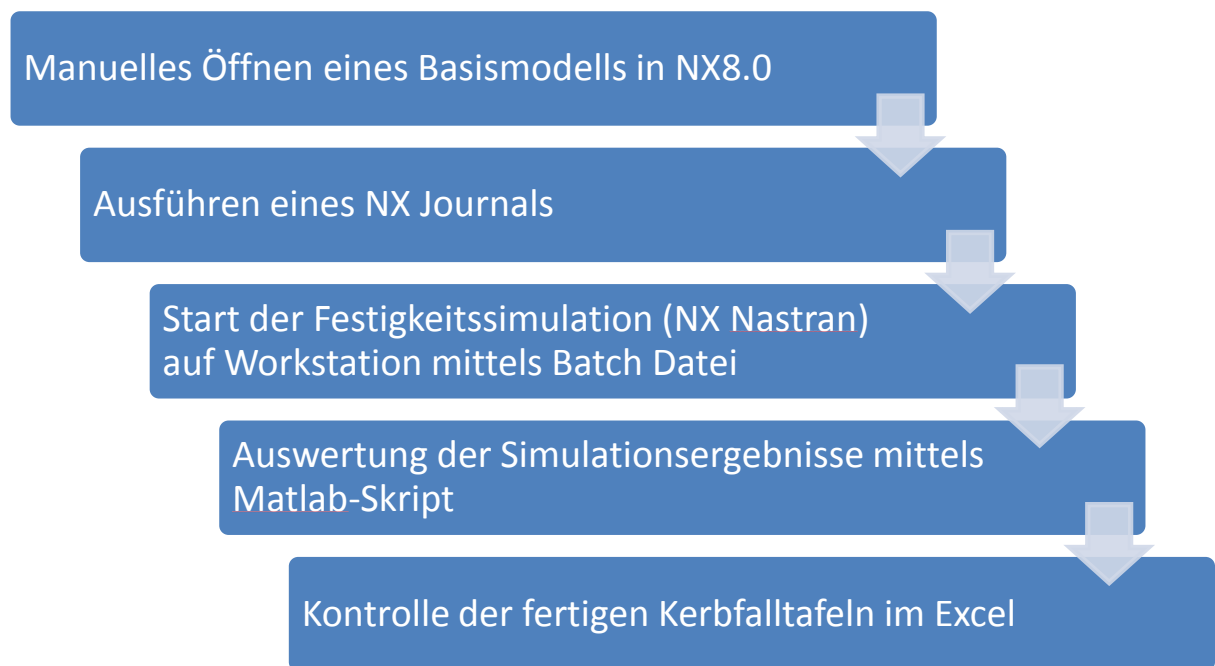 Manuelles Öffnen eines Basismodells in NX8.0
Ausführen eines NX Journals
Start der Festigkeitssimulation (NX Nastran)
auf Workstation mittels Batch Datei
Auswertung der Simulationsergebnisse mittels
Matlab-Skript
Kontrolle der fertigen Kerbfalltafeln im Excel